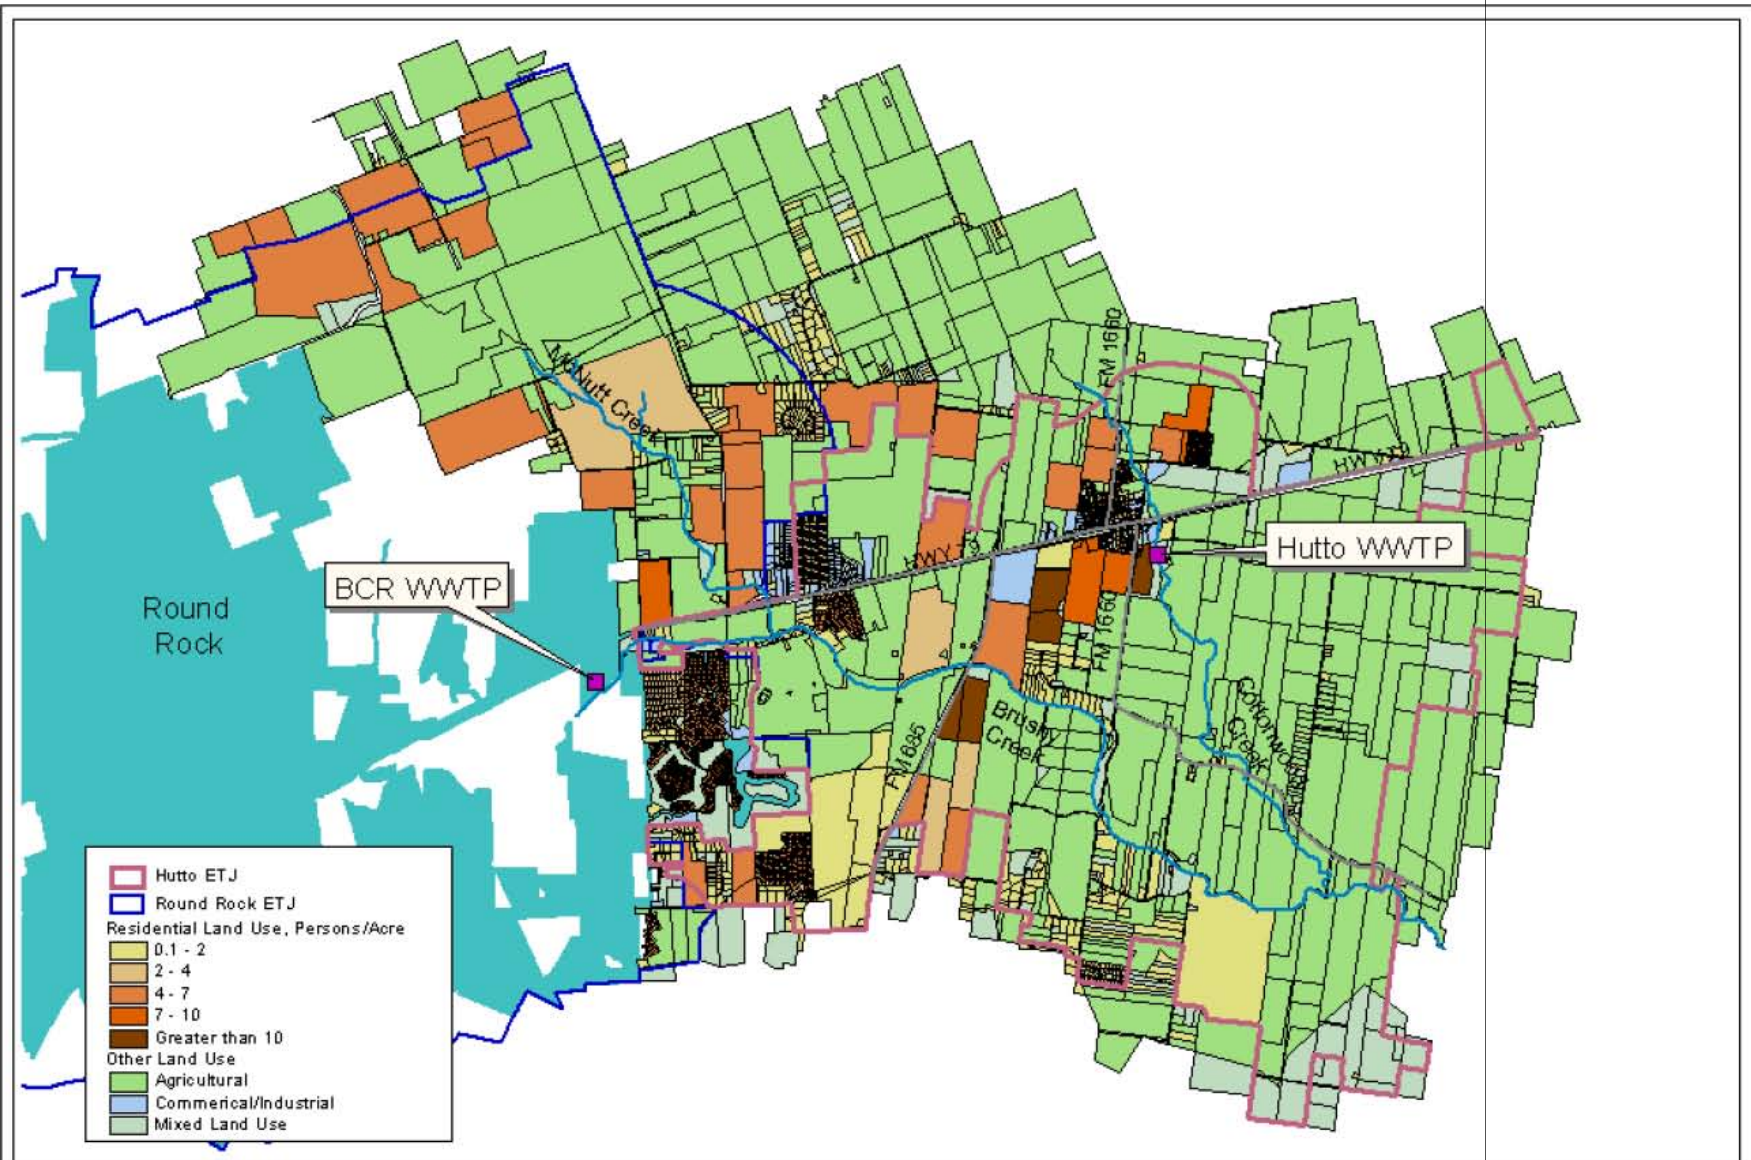 FM 1660
McNutt Creek
HWY 79
Hutto WWTP
HWY 79
BCR WWTP
Round
Rock
FM 1660
Cottonwood
Creek
Brushy
Creek
FM 685
Hutto ETJ
Round Rock ETJ
Residential Land Use, Persons/Acre
0.1 - 2
2 - 4
4 - 7
7 - 10
Greater than 10
Other Land Use
Agricultural
Commerical/Industrial
Mixed Land Use